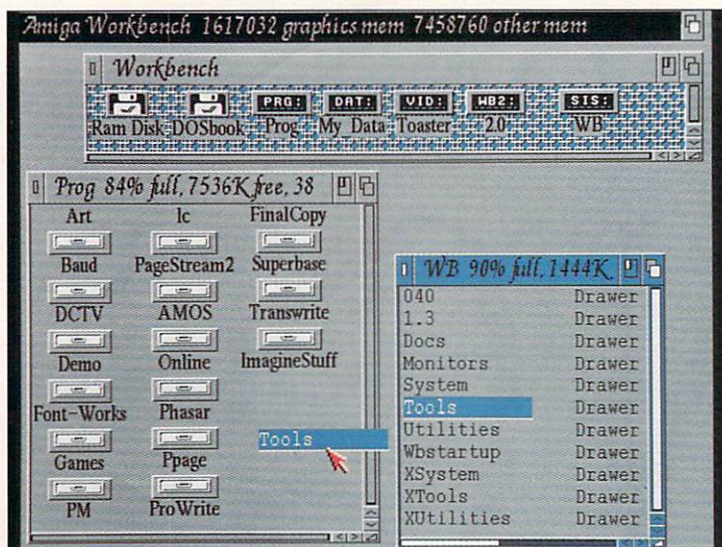 Amiga Workbench 1617032 graphics mem 7458760 other mem
Workbench
PRG: DAT: VID: WB2: SIS:
Ram Disk DOSbook Prog My Data Toaster 2.0 WB
Prog 84% full, 7536K free, 38
Art lc FinalCopy
Baud PageStream2 Superbase
DCTV AMOS Transwrite
Demo Online ImagineStuff
Font-Works Phasar
Games Ppage
PM ProWrite
Tools
WB 90% full, 1444K
040 Drawer
1.3 Drawer
Docs Drawer
Monitors Drawer
System Drawer
Tools Drawer
Utilities Drawer
Wbstartup Drawer
XSystem Drawer
XTools Drawer
XUtilities Drawer